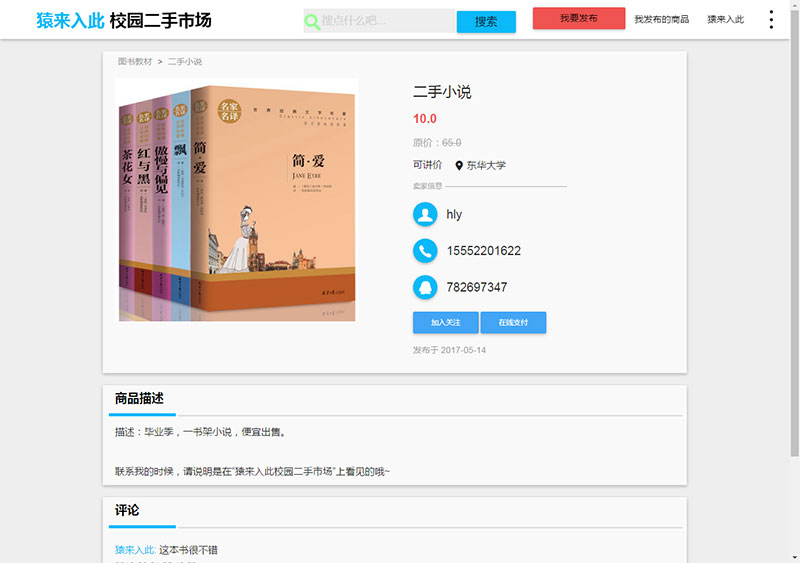 猿来入此 校园二手市场
搜点什么吧...
搜索
我要发布
我发布的商品
猿来入此
图书教材 > 二手小说
名家名译
世界经典文学名著
茶花女
红与黑
傲慢与偏见
飘
简·爱
JANE EYRE
二手小说
10.0
原价：65.0
可讲价 东华大学
卖家信息
hly
15552201622
782697347
加入关注
在线支付
发布于 2017-05-14
商品描述
描述：毕业季，一书架小说，便宜出售。
联系我的时候，请说明是在"猿来入此校园二手市场"上看见的哦~
评论
猿来入此: 这本书很不错